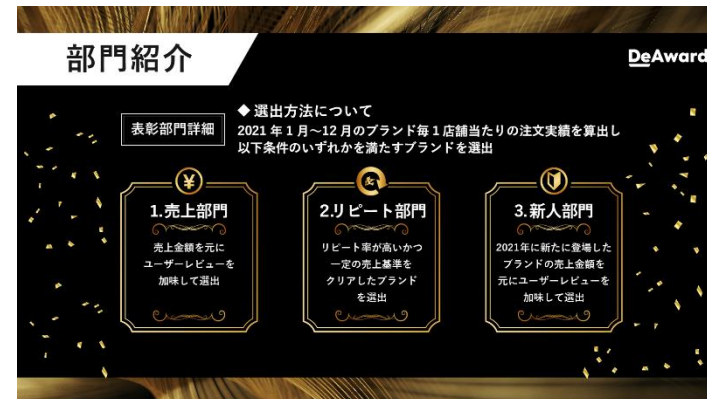 部門紹介
DeAward
表彰部門詳細
◆選出方法について
2021年1月～12月のブランド毎1店舗当たりの注文実績を算出し
以下条件のいずれかを満たすブランドを選出
¥
1.売上部門
売上金額を元に
ユーザーレビューを
加味して選出
2.リピート部門
リピート率が高いかつ
一定の売上基準を
クリアしたブランド
を選出
3.新人部門
2021年に新たに登場した
ブランドの売上金額を
元にユーザーレビューを
加味して選出